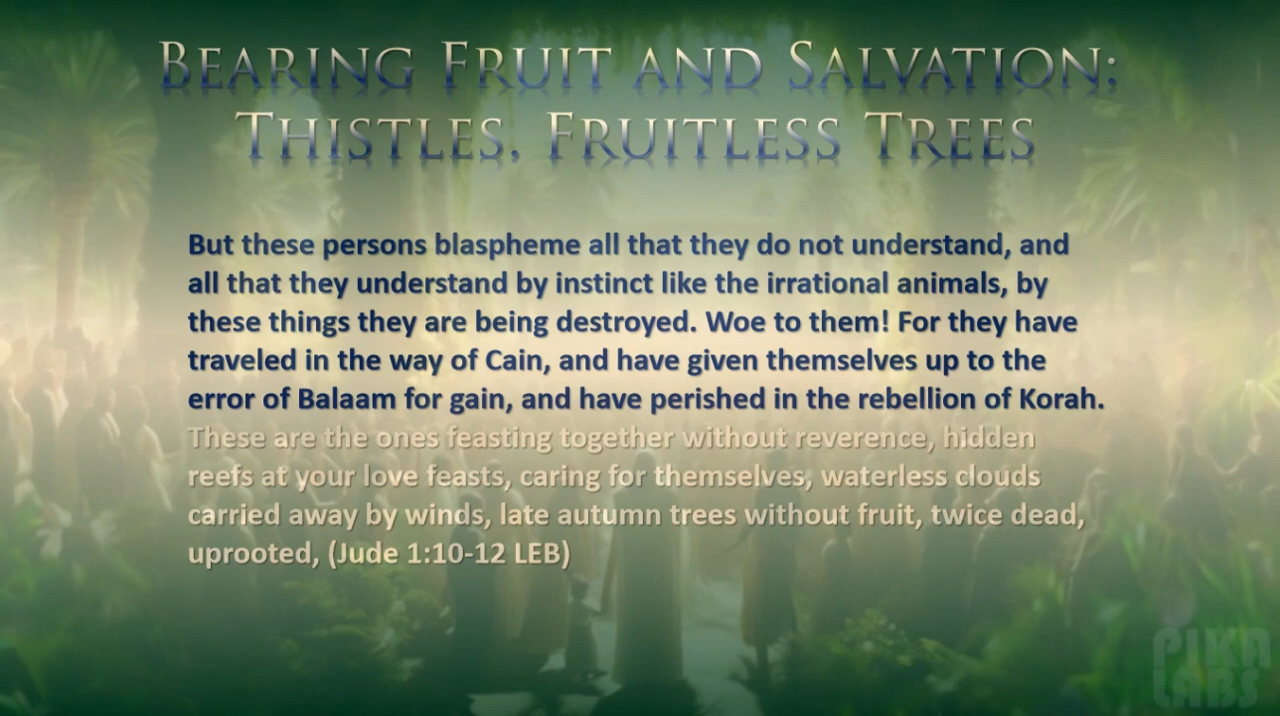 Bearing Fruit and Salvation:
Thistles, Fruitless Trees
But these persons blaspheme all that they do not understand, and
all that they understand by instinct like the irrational animals, by
these things they are being destroyed. Woe to them! For they have
traveled in the way of Cain, and have given themselves up to the
error of Balaam for gain, and have perished in the rebellion of Korah.
These are the ones feasting together without reverence, hidden
reefs at your love feasts, caring for themselves, waterless clouds
carried away by winds, late autumn trees without fruit, twice dead,
uprooted, (Jude 1:10-12 LEB)
PIKA
LABS